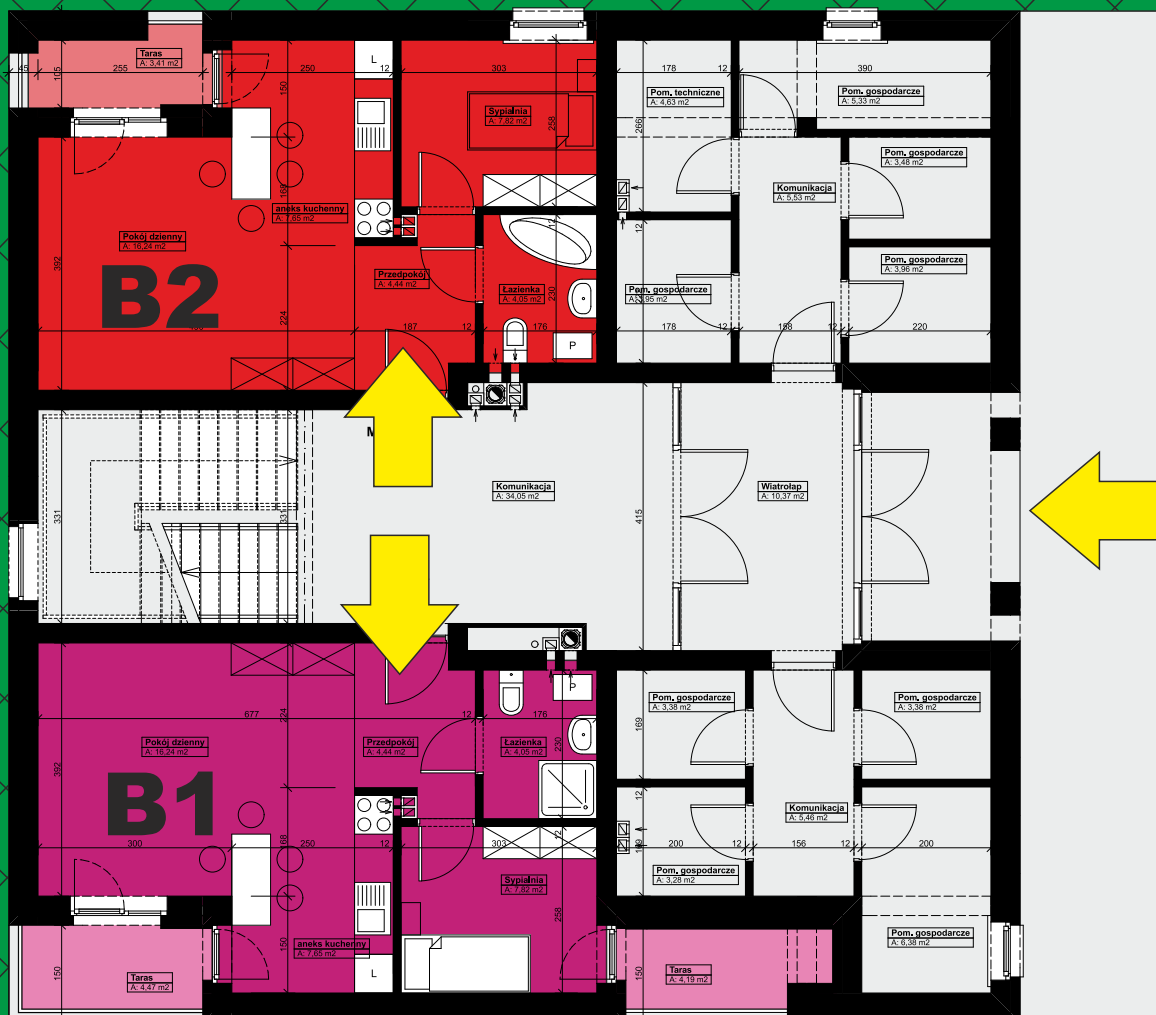 Taras
A: 3,41 m2
45
255
105
250
12
150
L
303
Sypialnia
A: 7,82 m2
258
178
12
390
Pom. techniczne
A: 4,63 m2
266
Pom. gospodarcze
A: 5,33 m2
Pom. gospodarcze
A: 3,48 m2
Komunikacja
A: 5,53 m2
168
aneks kuchenny
A: 7,65 m2
Pokój dzienny
A: 16,24 m2
392
B2
Przedpokój
A: 4,44 m2
224
187
12
Łazienka
A: 4,05 m2
230
176
P
12
Pom. gospodarcze
178
12
12
220
Pom. gospodarcze
A: 3,96 m2
331
331
Komunikacja
A: 34,05 m2
415
Wiatrołap
A: 10,37 m2
677
224
12
176
P
Pokój dzienny
A: 16,24 m2
Przedpokój
A: 4,44 m2
Łazienka
A: 4,05 m2
230
392
B1
169
Pom. gospodarcze
A: 3,38 m2
Pom. gospodarcze
A: 3,38 m2
12
Komunikacja
A: 5,46 m2
300
168
250
12
303
12
200
12
156
12
200
Pom. gospodarcze
A: 3,28 m2
Sypialnia
A: 7,82 m2
258
aneks kuchenny
A: 7,65 m2
150
L
Pom. gospodarcze
A: 6,38 m2
150
Taras
A: 4,47 m2
150
Taras
A: 4,19 m2